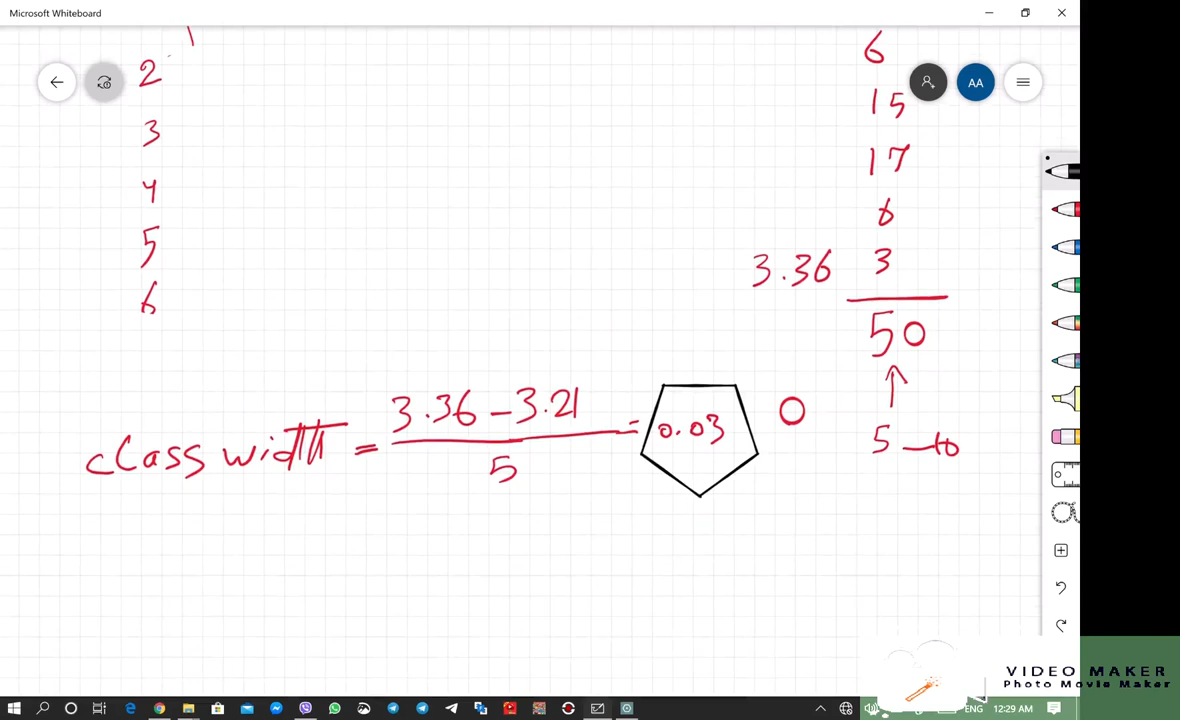 Microsoft Whiteboard
6
2
15
AA
3
17
4
6
5
3.36 3
6
50
class width = 3.36 - 3.21 = 0.03 0
5
5 - 10
VIDEO MAKER
Photo Movie Maker
ENG 12:29 AM